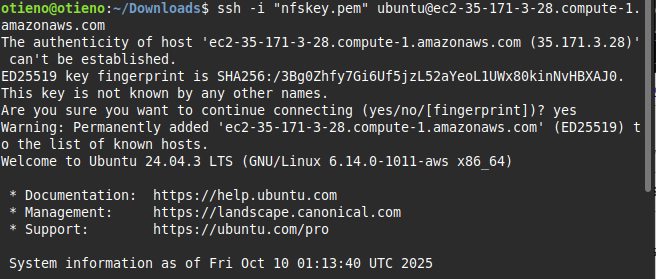 otieno@otieno:~/Downloads$ ssh -i "nfskey.pem" ubuntu@ec2-35-171-3-28.compute-1.
amazonaws.com
The authenticity of host 'ec2-35-171-3-28.compute-1.amazonaws.com (35.171.3.28)'
 can't be established.
ED25519 key fingerprint is SHA256:/3Bg0Zhfy7Gi6Uf5jzL52aYeoL1UWx80kinNvHBXAJ0.
This key is not known by any other names.
Are you sure you want to continue connecting (yes/no/[fingerprint])? yes
Warning: Permanently added 'ec2-35-171-3-28.compute-1.amazonaws.com' (ED25519) t
o the list of known hosts.
Welcome to Ubuntu 24.04.3 LTS (GNU/Linux 6.14.0-1011-aws x86_64)

 * Documentation:  https://help.ubuntu.com
 * Management:     https://landscape.canonical.com
 * Support:        https://ubuntu.com/pro

 System information as of Fri Oct 10 01:13:40 UTC 2025